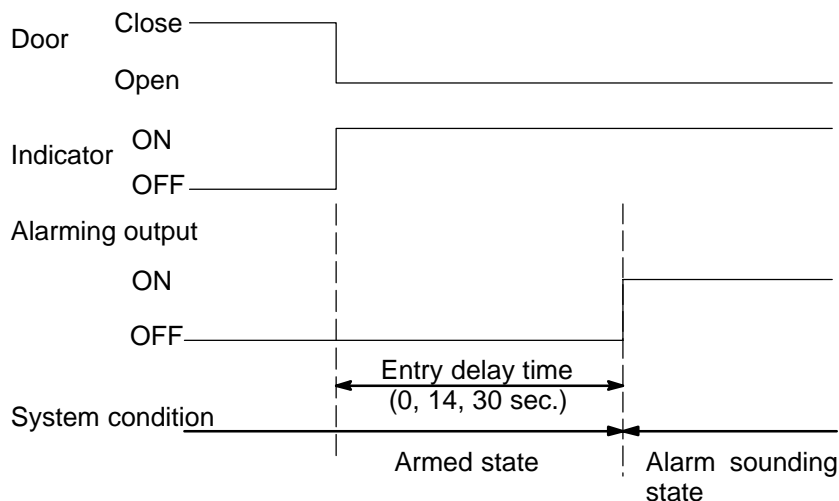 Close
Door
Open
ON
Indicator
OFF
Alarming output
ON
OFF
Entry delay time
(0, 14, 30 sec.)
System condition
Armed state
Alarm sounding
state